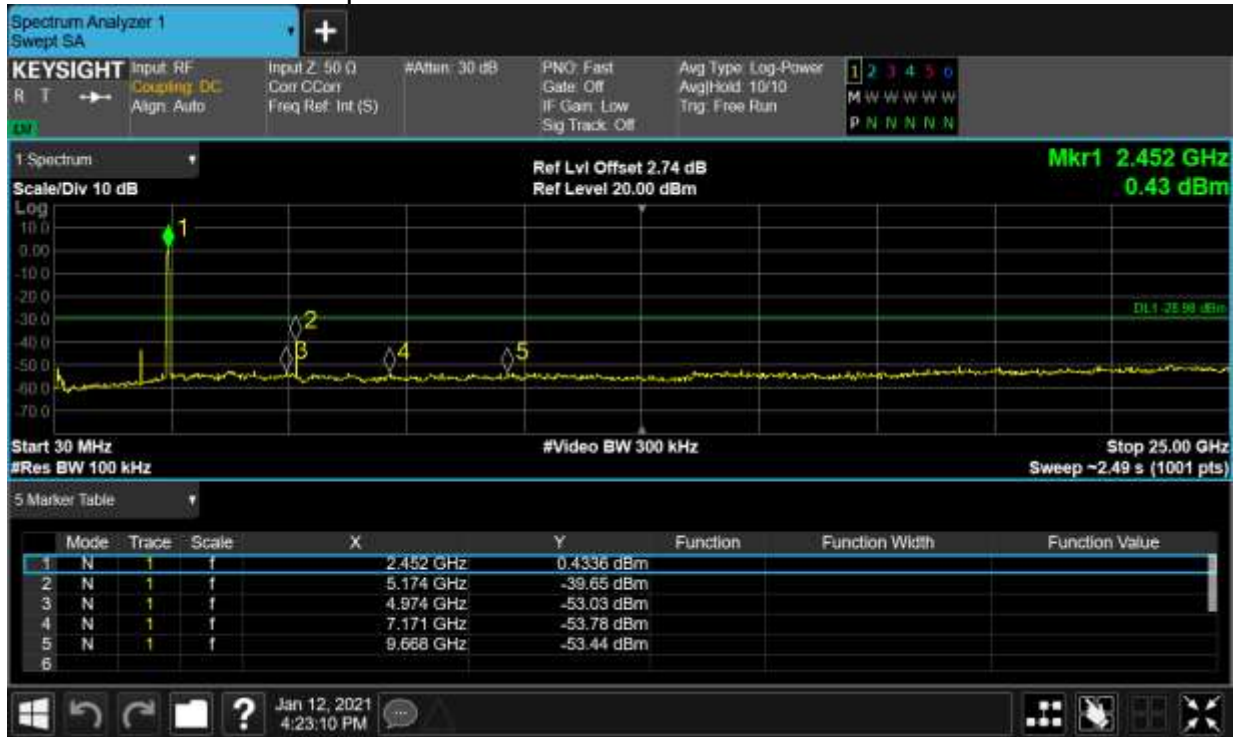 Spectrum Analyzer 1
Swept SA
+
KEYSIGHT
R T
Input: RF
Coupling: DC
Align: Auto
Input Z: 50 Ω
Corr CCorr
Freq Ref: Int (S)
#Atten: 30 dB
PNO: Fast
Gate: Off
IF Gain: Low
Sig Track: Off
Avg Type: Log-Power
Avg|Hold: 10/10
Trig: Free Run
1 2 3 4 5 6
M W W W W W
P N N N N N
1 Spectrum
Scale/Div 10 dB
Ref Lvl Offset 2.74 dB
Ref Level 20.00 dBm
Mkr1 2.452 GHz
0.43 dBm
Log
10.0
0.00
-10.0
-20.0
-30.0
-40.0
-50.0
-60.0
-70.0
1
2
3
4
5
Start 30 MHz
#Res BW 100 kHz
#Video BW 300 kHz
Stop 25.00 GHz
Sweep ~2.49 s (1001 pts)
5 Marker Table
Mode Trace Scale X Y Function Function Width Function Value
1 N 1 f 2.452 GHz 0.4336 dBm
2 N 1 f 5.174 GHz -39.65 dBm
3 N 1 f 4.974 GHz -53.03 dBm
4 N 1 f 7.171 GHz -53.78 dBm
5 N 1 f 9.668 GHz -53.44 dBm
6
?
Jan 12, 2021
4:23:10 PM